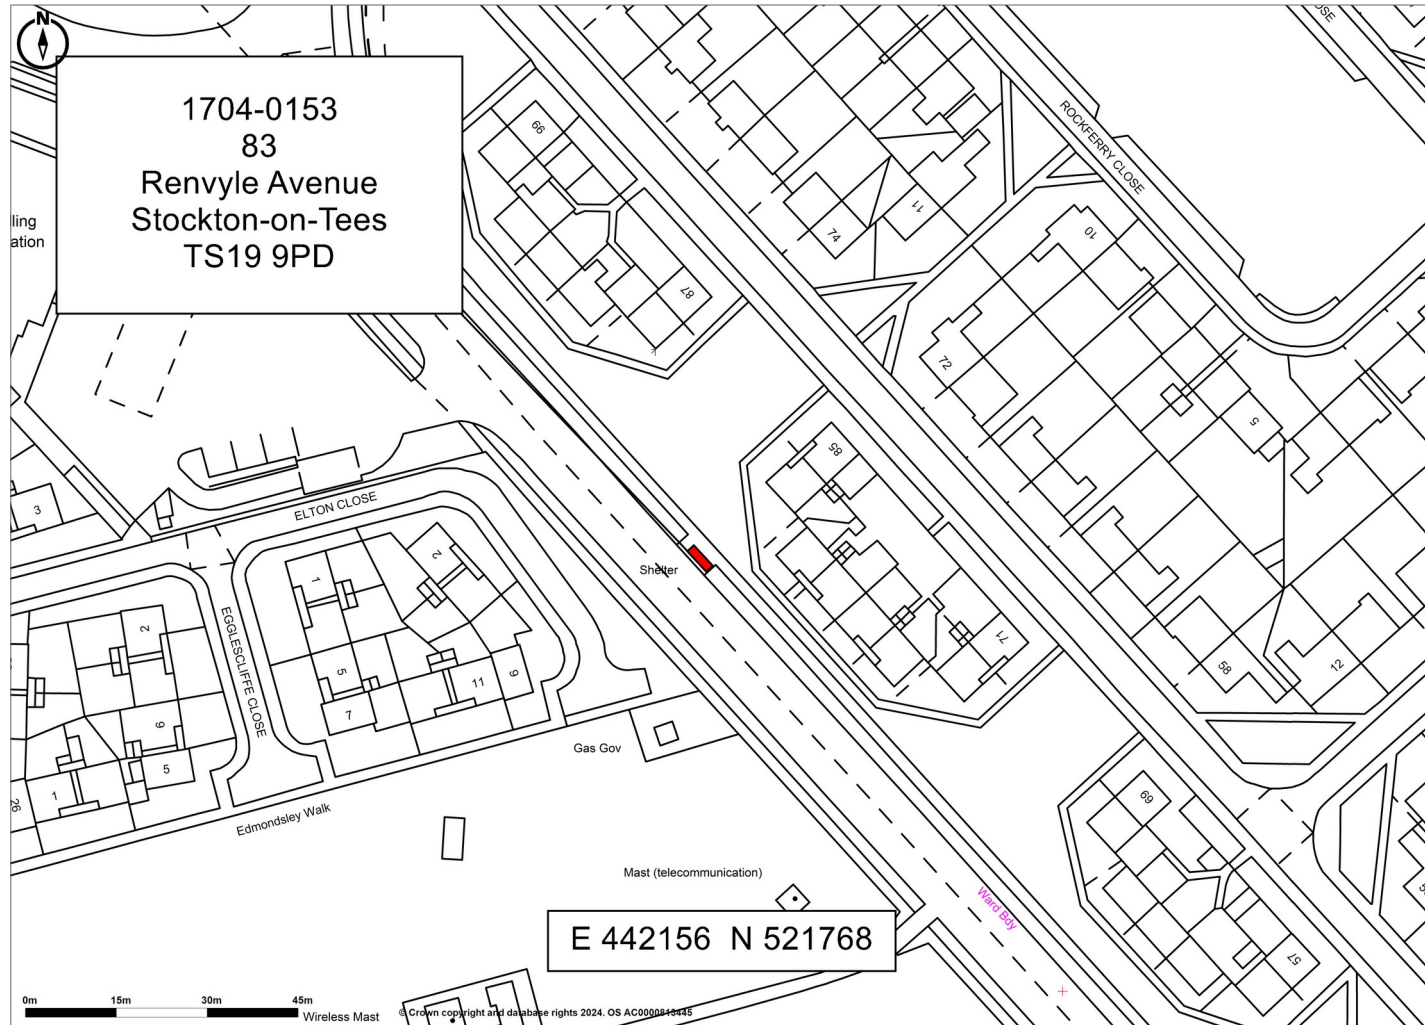 N
1704-0153
83
Renvyle Avenue
Stockton-on-Tees
TS19 9PD
ling
ation
66
87
74
11
ROCKFERRY CLOSE
10
72
5
85
71
58
12
3
ELTON CLOSE
Shelter
1
2
EGGLESCLIFFE CLOSE
2
5
7
11
9
6
5
1
26
Gas Gov
Edmondsley Walk
Mast (telecommunication)
69
57
Ward Bdy
E 442156 N 521768
0m 15m 30m 45m
Wireless Mast
© Crown copyright and database rights 2024. OS AC0000813445